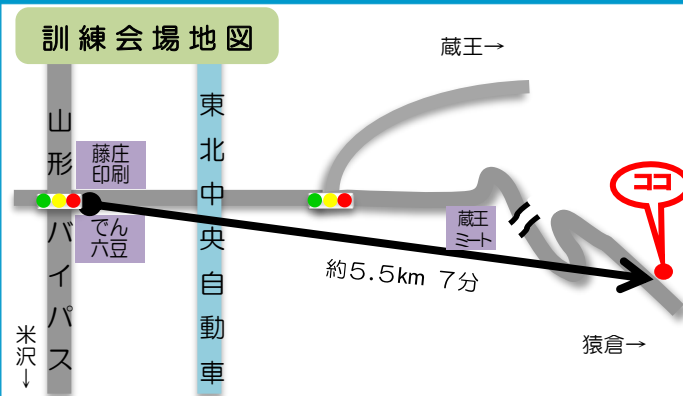 訓練会場地図
蔵王→
山形バイパス
東北中央自動車
藤庄
印刷
でん
六豆
蔵王
ミート
ココ
約5.5km 7分
猿倉→
米沢↓